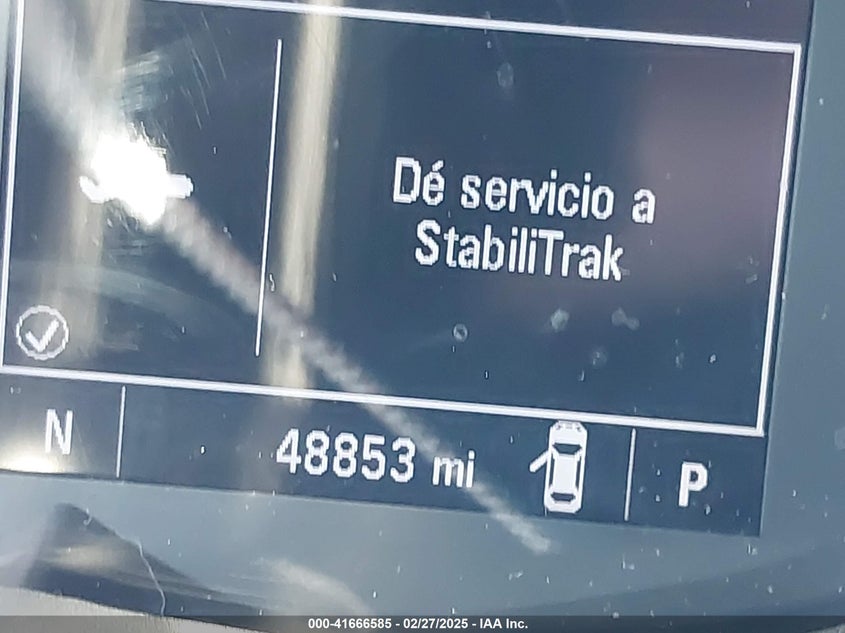 Dé servicio a
StabiliTrak
N
48853 mi
P
000-41666585 - 02/27/2025 - IAA Inc.